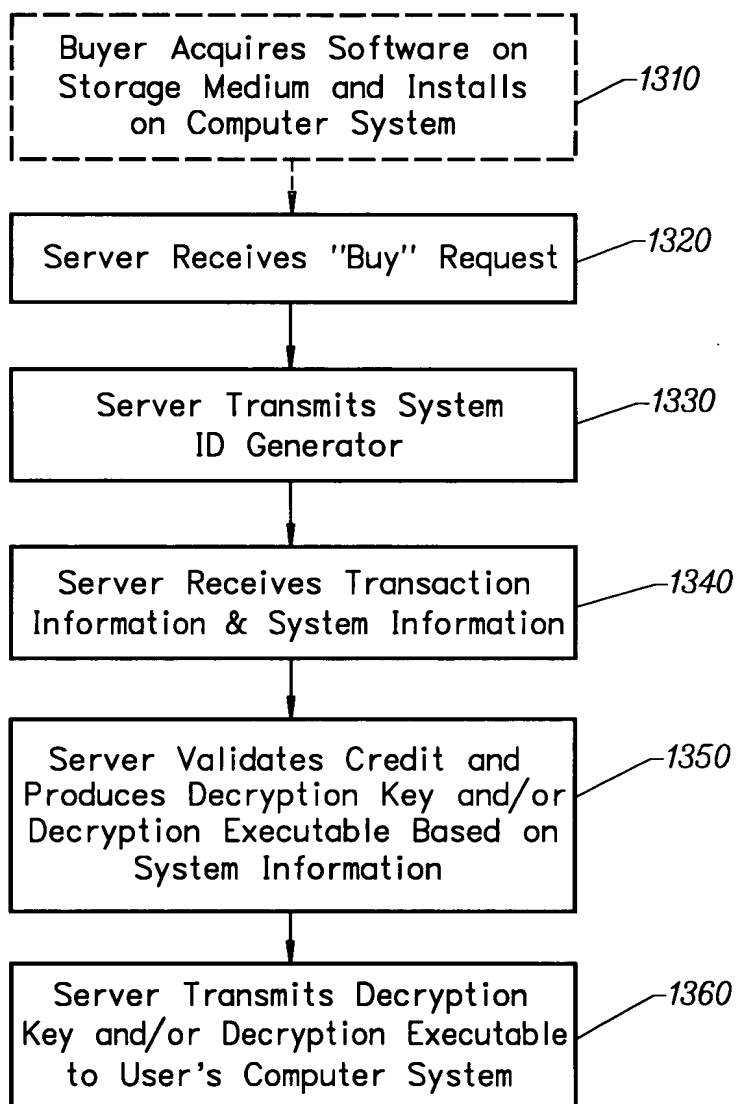 Buyer Acquires Software on
Storage Medium and Installs
on Computer System
1310
Server Receives "Buy" Request
1320
Server Transmits System
ID Generator
1330
Server Receives Transaction
Information & System Information
1340
Server Validates Credit and
Produces Decryption Key and/or
Decryption Executable Based on
System Information
1350
Server Transmits Decryption
Key and/or Decryption Executable
to User's Computer System
1360